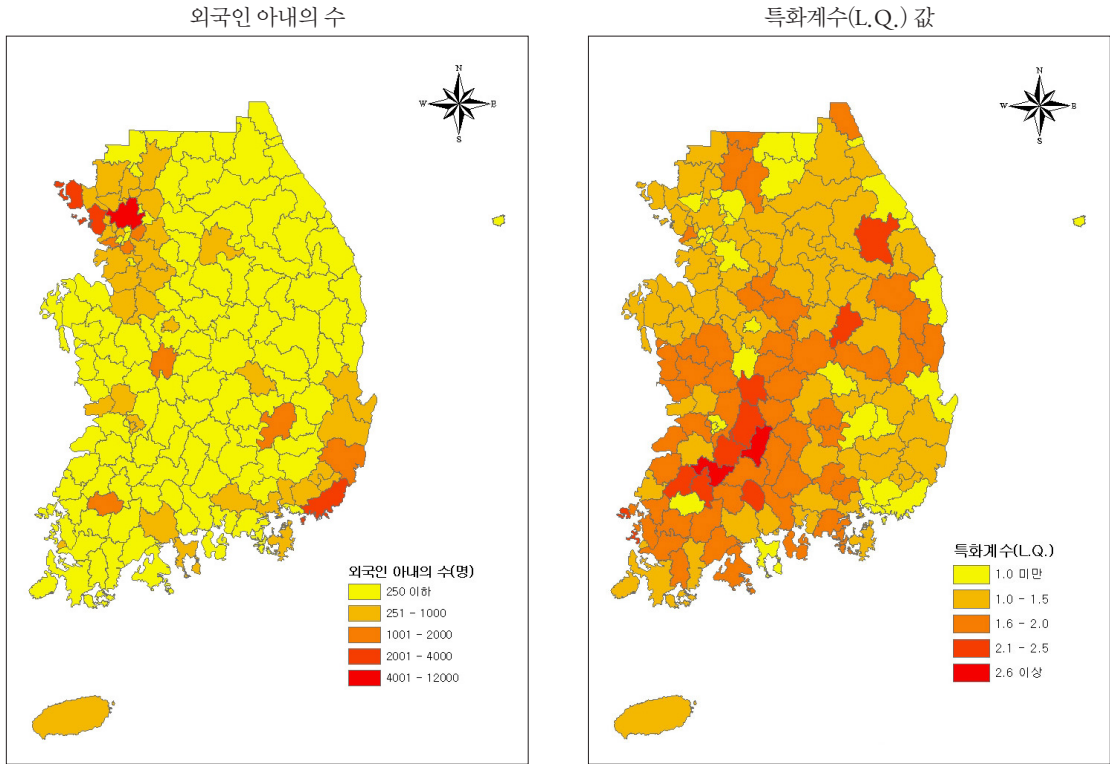 외국인 아내의 수
N
W E
S
외국인 아내의 수(명)
250 이하
251 - 1000
1001 - 2000
2001 - 4000
4001 - 12000
특화계수(L.Q.) 값
N
W E
S
특화계수(L.Q.)
1.0 미만
1.0 - 1.5
1.6 - 2.0
2.1 - 2.5
2.6 이상